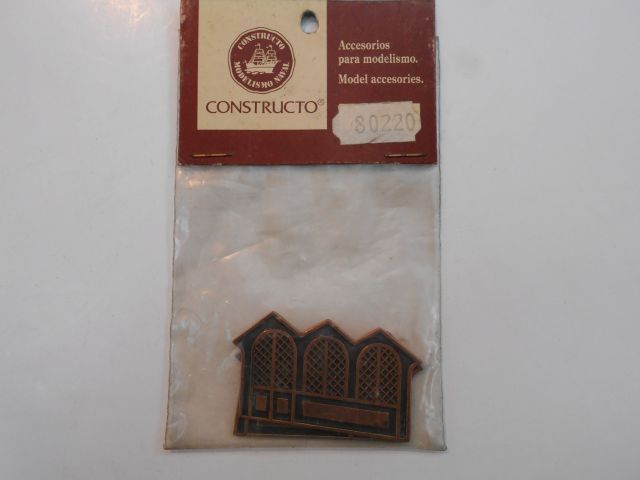 CONSTRUCTO
MODELISMO NAVAL
CONSTRUCTO®
Accesorios
para modelismo.
Model accesories.
80220